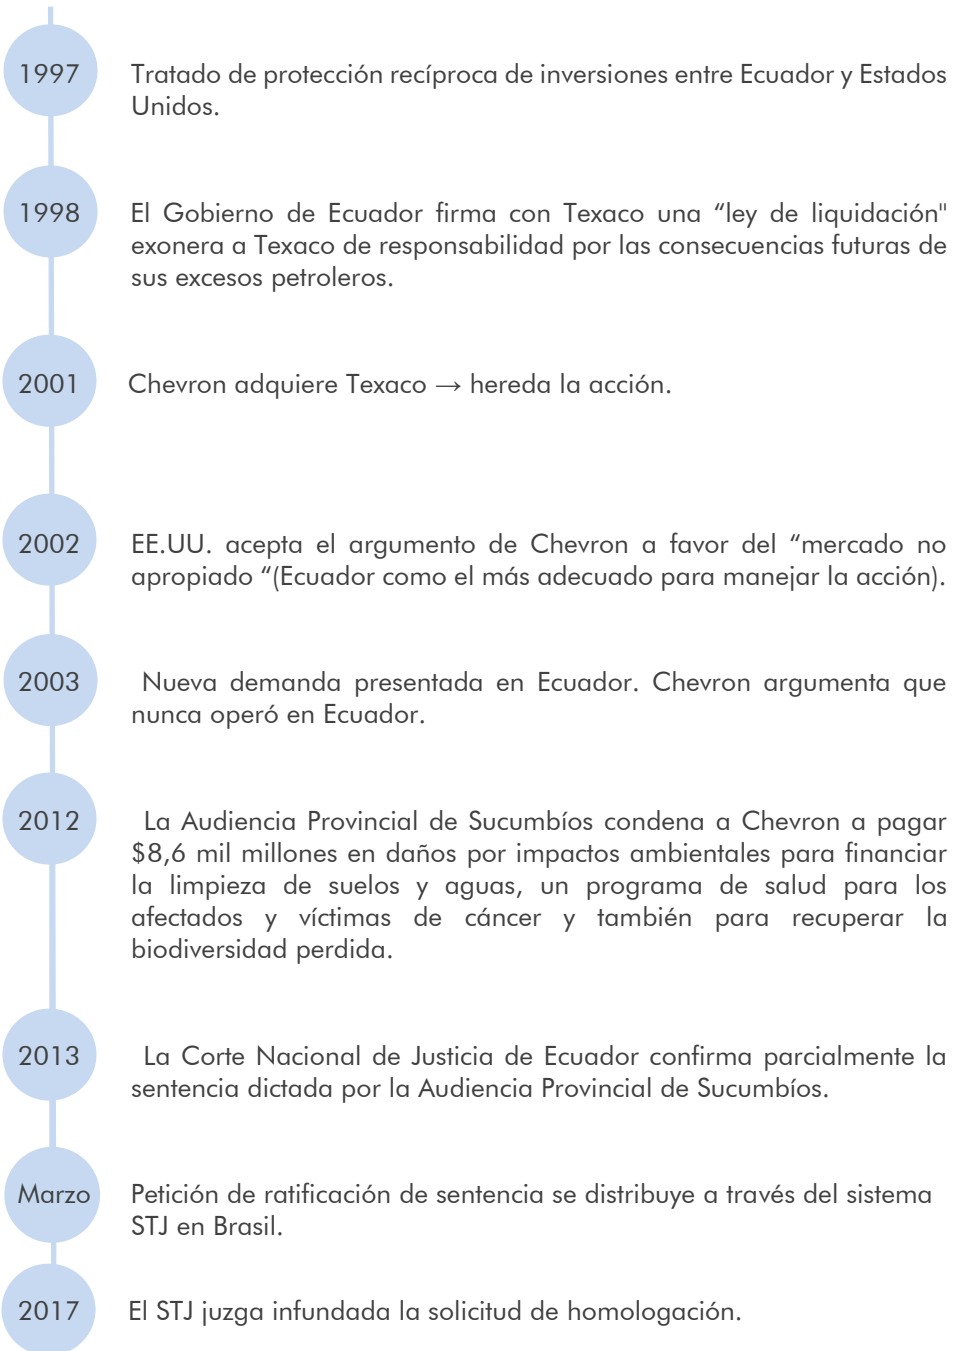 1997
Tratado de protección recíproca de inversiones entre Ecuador y Estados
Unidos.
1998
El Gobierno de Ecuador firma con Texaco una “ley de liquidación"
exonera a Texaco de responsabilidad por las consecuencias futuras de
sus excesos petroleros.
2001
Chevron adquiere Texaco → hereda la acción.
2002
EE.UU. acepta el argumento de Chevron a favor del “mercado no
apropiado “(Ecuador como el más adecuado para manejar la acción).
2003
Nueva demanda presentada en Ecuador. Chevron argumenta que
nunca operó en Ecuador.
2012
La Audiencia Provincial de Sucumbíos condena a Chevron a pagar
$8,6 mil millones en daños por impactos ambientales para financiar
la limpieza de suelos y aguas, un programa de salud para los
afectados y víctimas de cáncer y también para recuperar la
biodiversidad perdida.
2013
La Corte Nacional de Justicia de Ecuador confirma parcialmente la
sentencia dictada por la Audiencia Provincial de Sucumbíos.
Marzo
Petición de ratificación de sentencia se distribuye a través del sistema
STJ en Brasil.
2017
El STJ juzga infundada la solicitud de homologación.